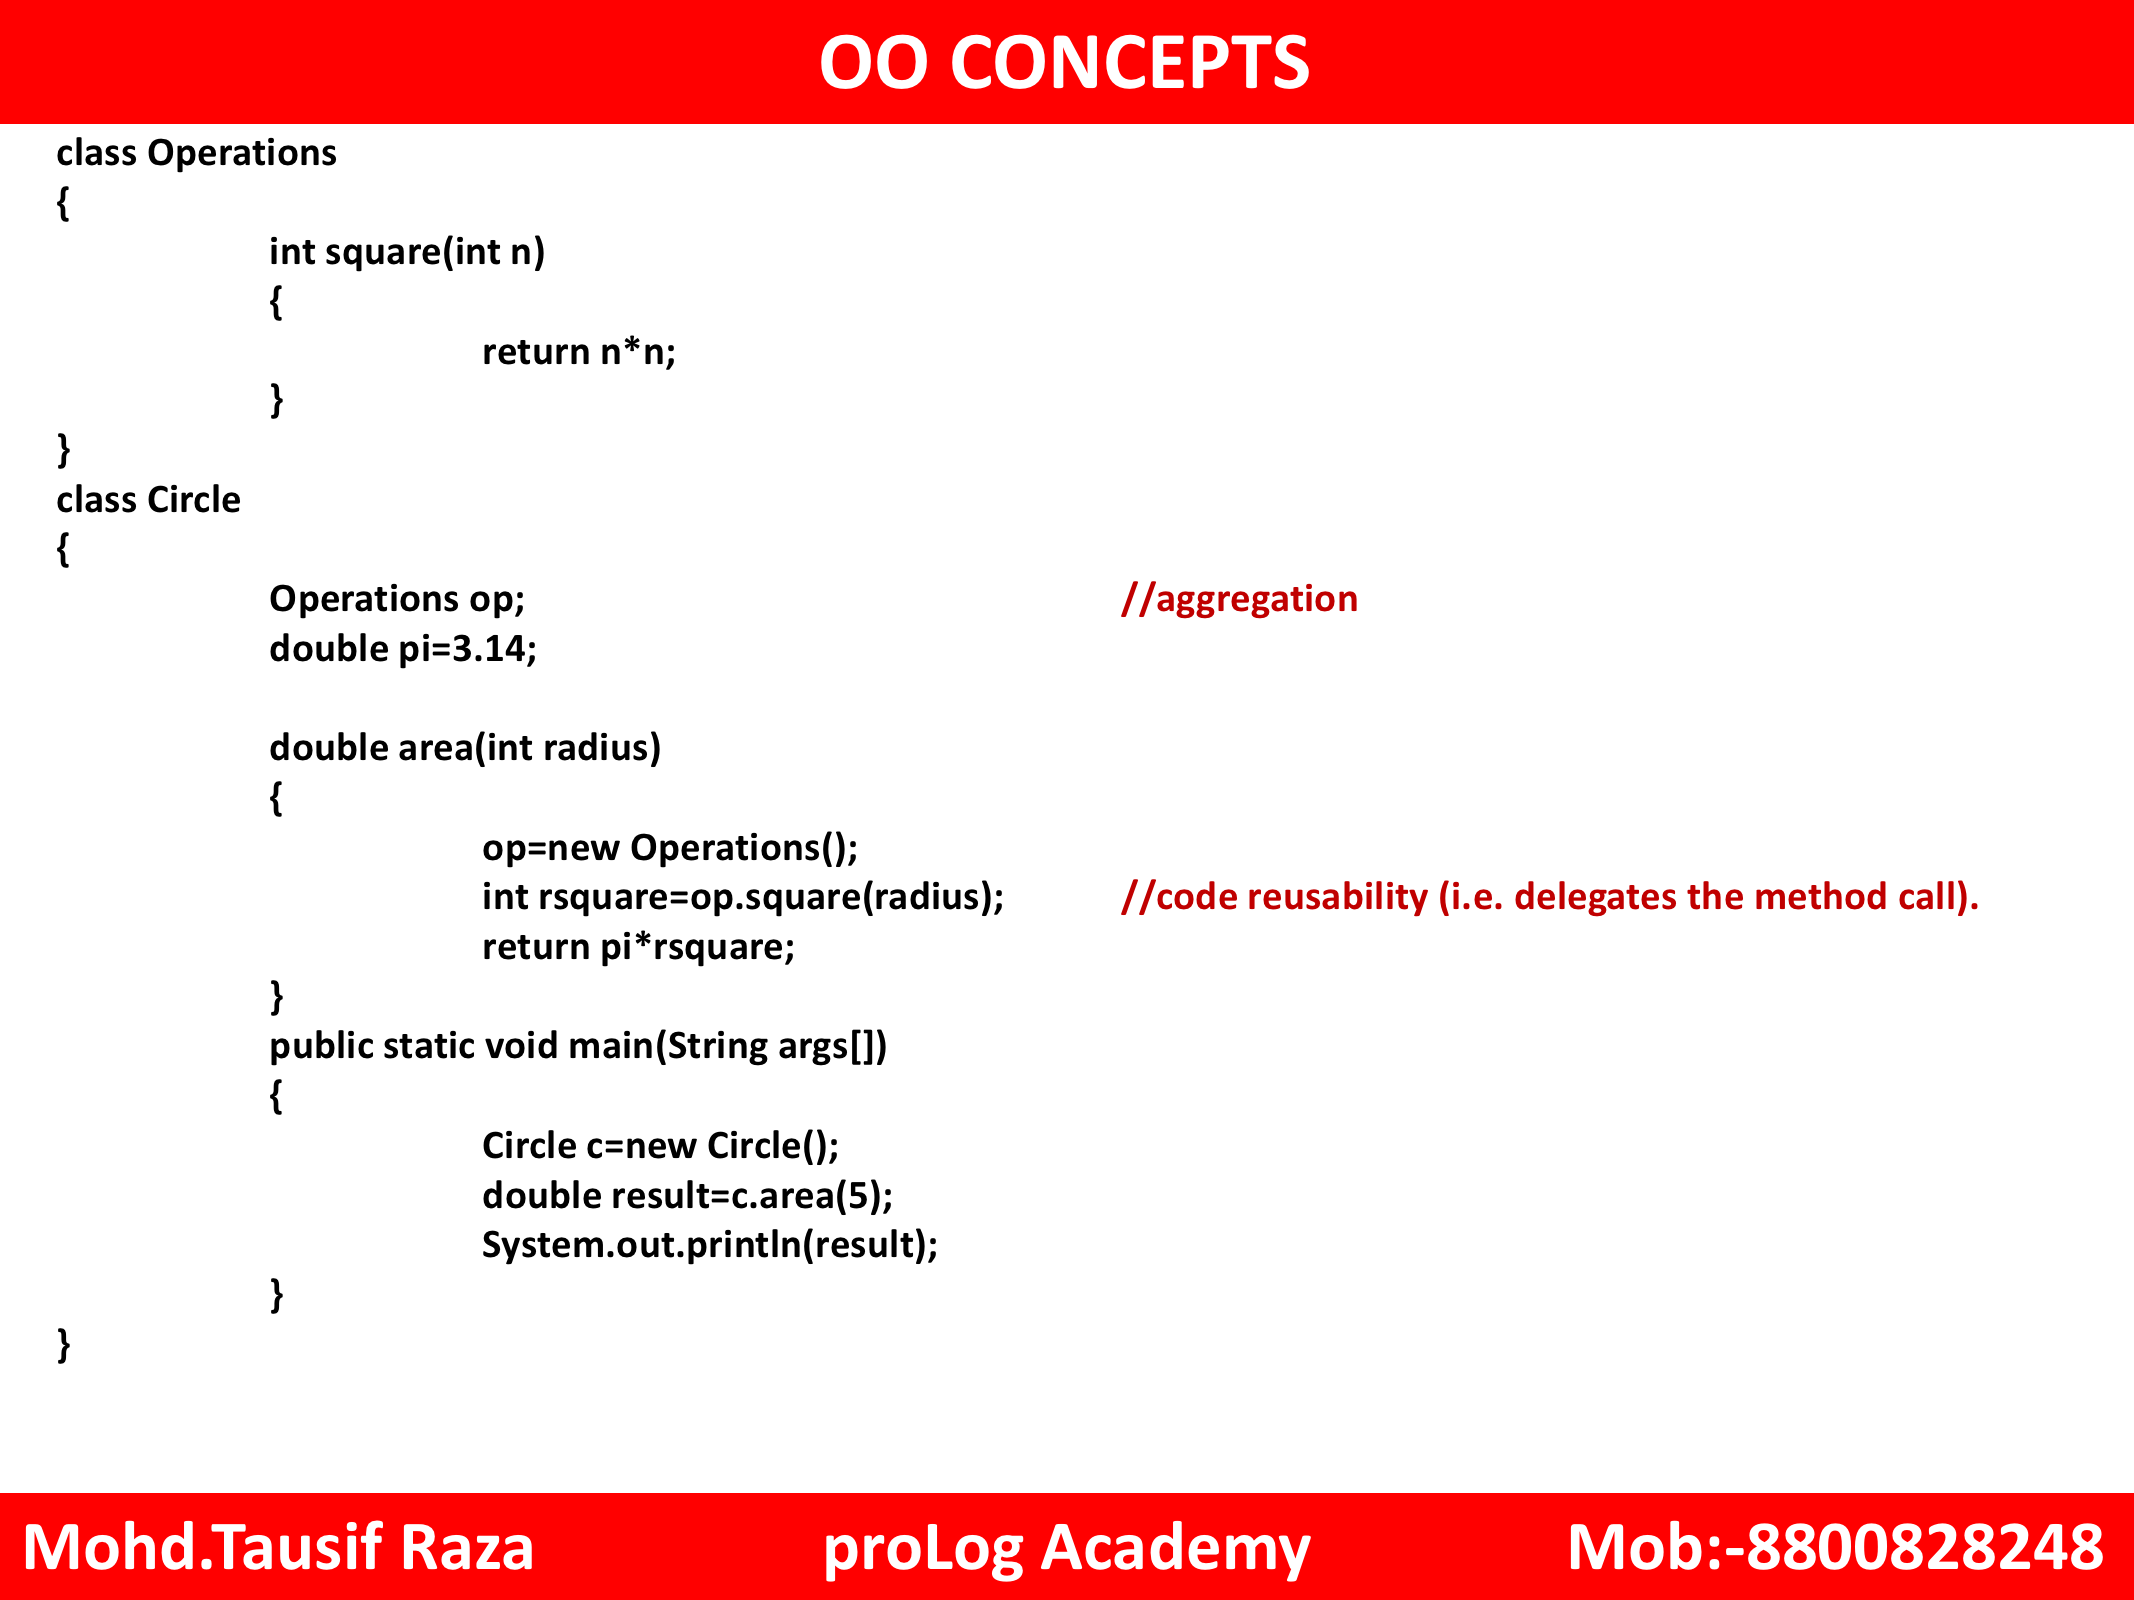 OO CONCEPTS
class Operations
{
int square(int n)
{
return n*n;
}
}
class Circle
{
Operations op; //aggregation
double pi=3.14;
double area(int radius)
{
op=new Operations();
int rsquare=op.square(radius); //code reusability (i.e. delegates the method call).
return pi*rsquare;
}
public static void main(String args[])
{
Circle c=new Circle();
double result=c.area(5);
System.out.println(result);
}
}
Mohd.Tausif Raza proLog Academy Mob:-8800828248